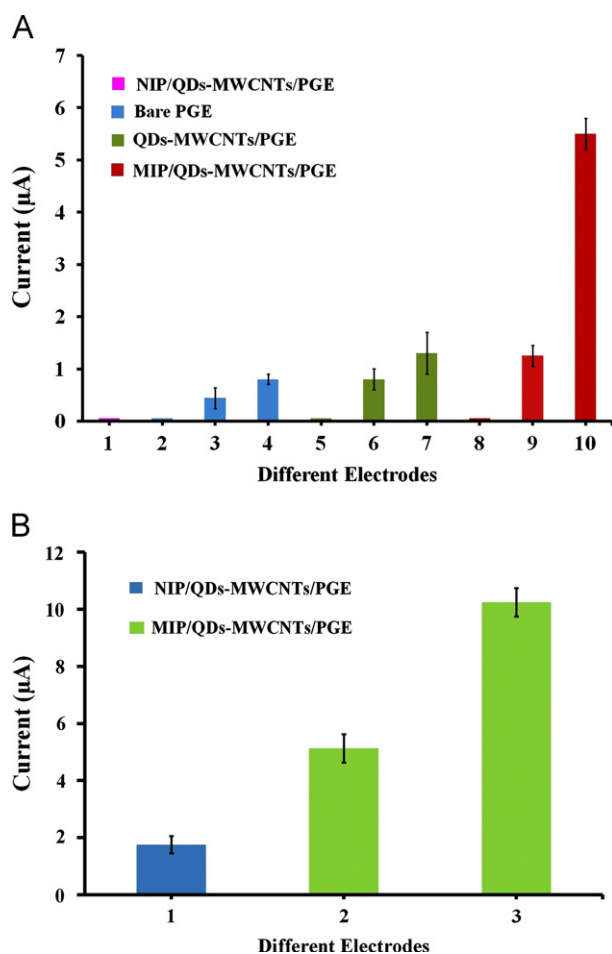 A
7
6
5
4
3
2
1
0
Current (µA)
NIP/QDs-MWCNTs/PGE
Bare PGE
QDs-MWCNTs/PGE
MIP/QDs-MWCNTs/PGE
1 2 3 4 5 6 7 8 9 10
Different Electrodes
B
12
10
8
6
4
2
0
Current (µA)
NIP/QDs-MWCNTs/PGE
MIP/QDs-MWCNTs/PGE
1 2 3
Different Electrodes